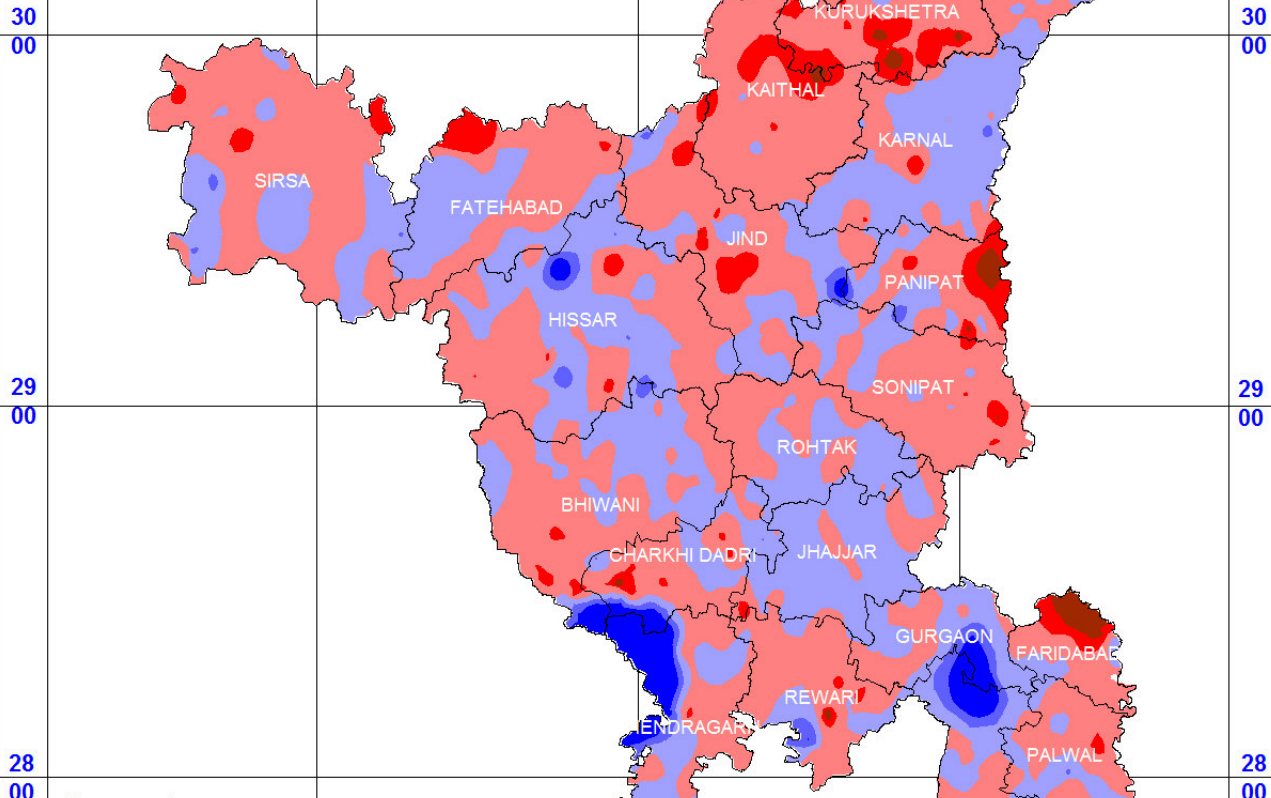 30
00
KURUKSHETRA
30
00
KAITHAL
KARNAL
SIRSA
FATEHABAD
JIND
PANIPAT
HISSAR
29
00
SONIPAT
29
00
ROHTAK
BHIWANI
CHARKHI DADRI
JHAJJAR
GURGAON
FARIDABAD
REWARI
HENDRAGARH
PALWAL
28
00
28
00